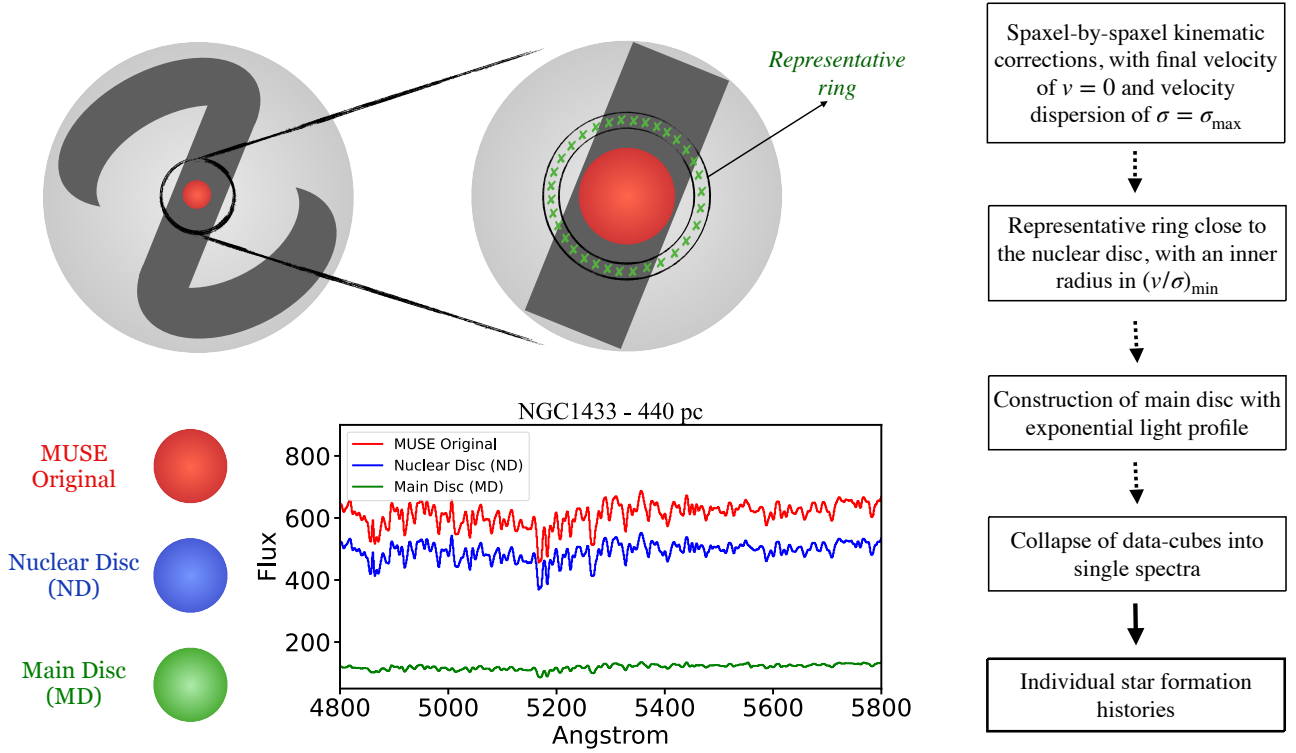 Representative
ring
Spaxel-by-spaxel kinematic
corrections, with final velocity
of v = 0 and velocity
dispersion of σ = σmax
Representative ring close to
the nuclear disc, with an inner
radius in (v/σ)min
Construction of main disc with
exponential light profile
Collapse of data-cubes into
single spectra
Individual star formation
histories
MUSE
Original
Nuclear Disc
(ND)
Main Disc
(MD)
NGC1433 - 440 pc
MUSE Original
Nuclear Disc (ND)
Main Disc (MD)
Flux
800
600
400
200
4800
5000
5200
5400
5600
5800
Angstrom